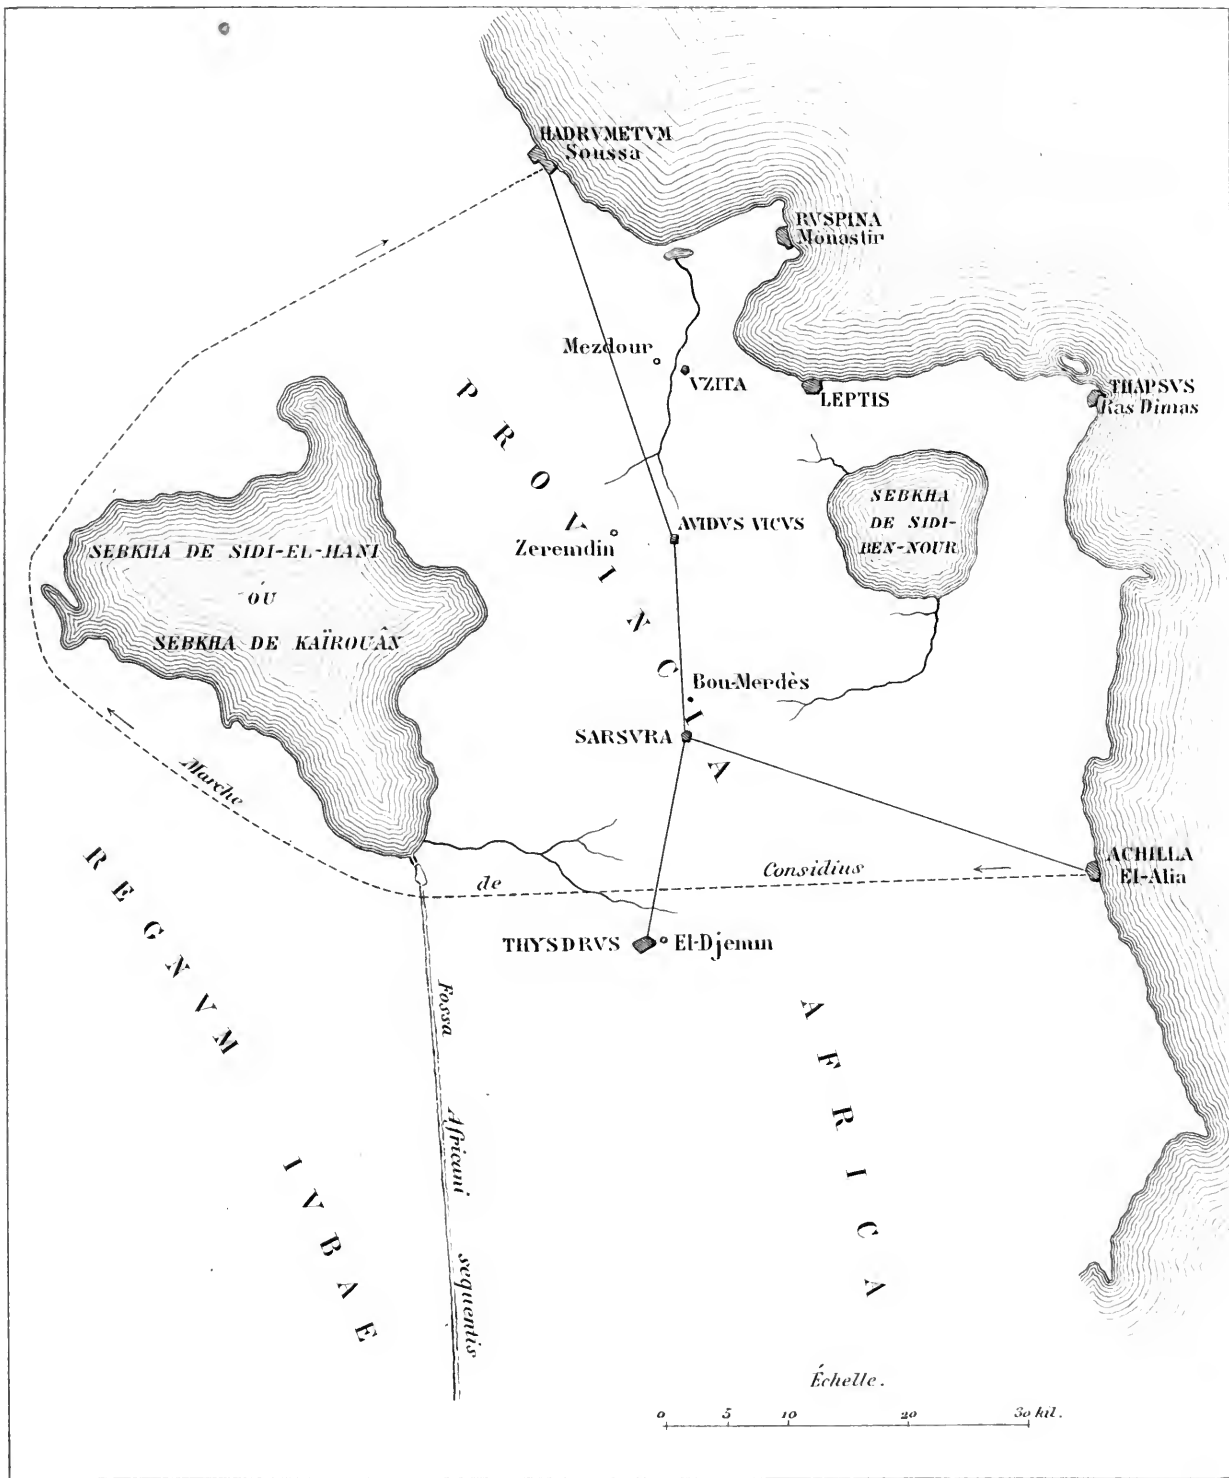 HADRVMETVM
Soussa
RVSPINA
Monastir
Mezdour
VZITA
LEPTIS
THAPSVS
Ras Dimas
PROVINCIA
SEBKHA
DE SIDI-
BEN-NOUR
AVIDVS VICVS
Zeremdin
SEBKHA DE SIDI-EL-HANI
OÙ
SEBKHA DE KAÏROUÂN
Bou-Merdès
SARSVRA
Marche de Considius
ACHILLA
El-Alia
THYSDRVS
El-Djemm
REGNVM
IVBAE
Fossa Africani sequentis
AFRICA
Échelle.
0 5 10 20 30 kil.